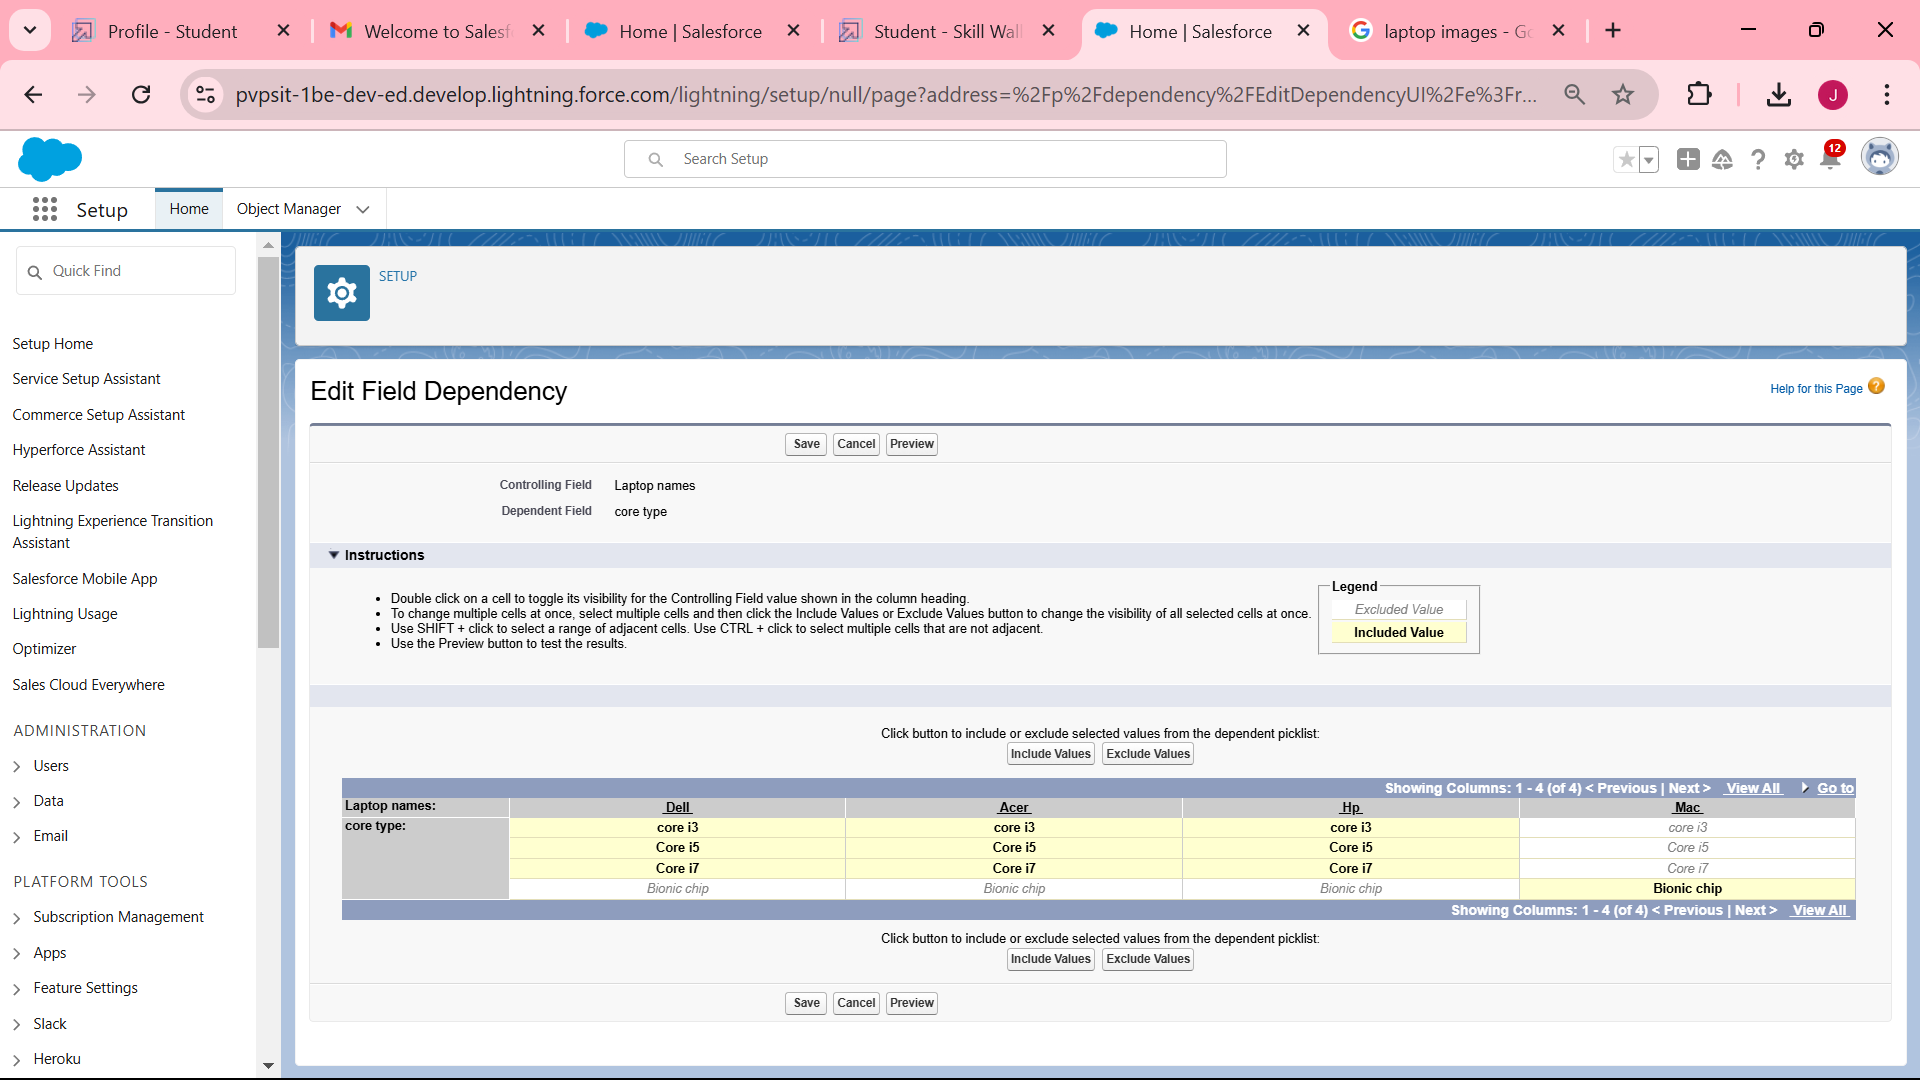 Profile - Student
Welcome to Salesf
Home | Salesforce
Student - Skill Wall
Home | Salesforce
laptop images - Go
pvpsit-1be-dev-ed.develop.lightning.force.com/lightning/setup/null/page?address=%2Fp%2Fdependency%2FEditDependencyUI%2Fe%3Fr...
J
Search Setup
12
Setup
Home
Object Manager
Quick Find
SETUP
Setup Home
Service Setup Assistant
Commerce Setup Assistant
Hyperforce Assistant
Release Updates
Lightning Experience Transition
Assistant
Salesforce Mobile App
Lightning Usage
Optimizer
Sales Cloud Everywhere
ADMINISTRATION
Users
Data
Email
PLATFORM TOOLS
Subscription Management
Apps
Feature Settings
Slack
Heroku
Edit Field Dependency
Help for this Page ?
Save Cancel Preview
Controlling Field Laptop names
Dependent Field core type
Instructions
• Double click on a cell to toggle its visibility for the Controlling Field value shown in the column heading.
• To change multiple cells at once, select multiple cells and then click the Include Values or Exclude Values button to change the visibility of all selected cells at once.
• Use SHIFT + click to select a range of adjacent cells. Use CTRL + click to select multiple cells that are not adjacent.
• Use the Preview button to test the results.
Legend
Excluded Value
Included Value
Click button to include or exclude selected values from the dependent picklist:
Include Values Exclude Values
Showing Columns: 1 - 4 (of 4) < Previous | Next > View All Go to
Laptop names: Dell Acer Hp Mac
core type: core i3 core i3 core i3 core i3
Core i5 Core i5 Core i5 Core i5
Core i7 Core i7 Core i7 Core i7
Bionic chip Bionic chip Bionic chip Bionic chip
Showing Columns: 1 - 4 (of 4) < Previous | Next > View All
Click button to include or exclude selected values from the dependent picklist:
Include Values Exclude Values
Save Cancel Preview